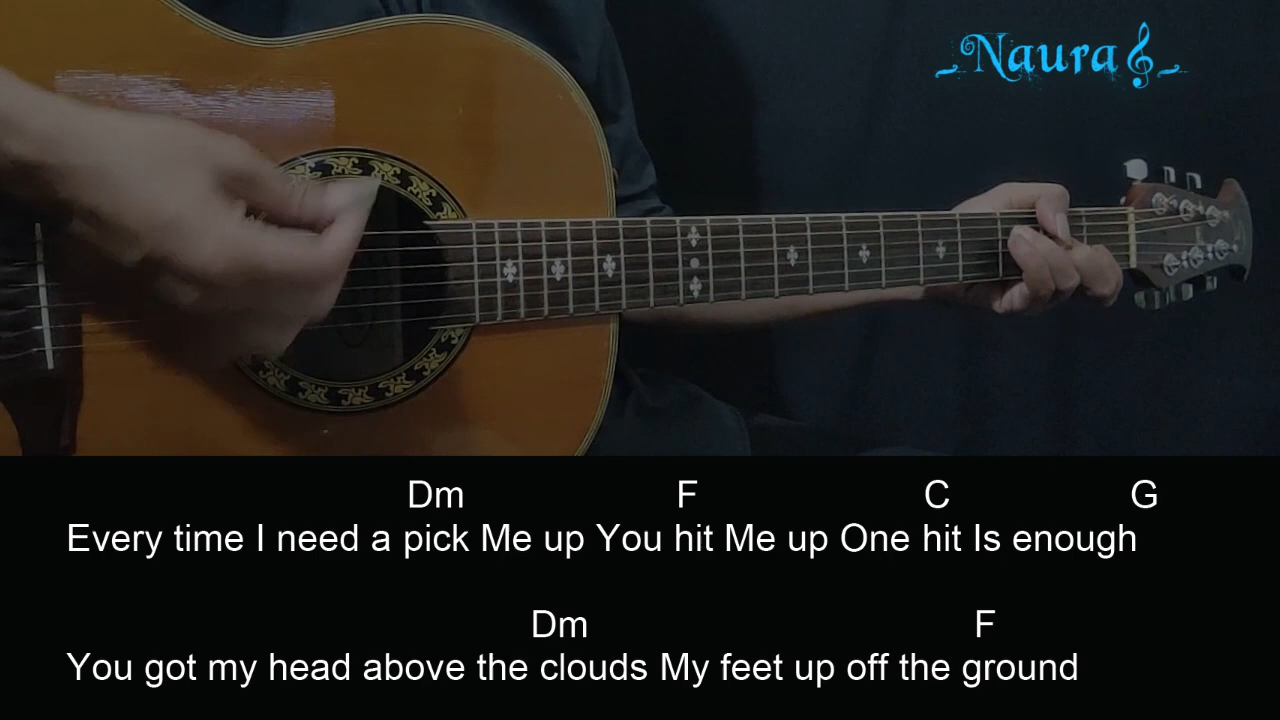 Naura
Dm F C G
Every time I need a pick Me up You hit Me up One hit Is enough
Dm F
You got my head above the clouds My feet up off the ground